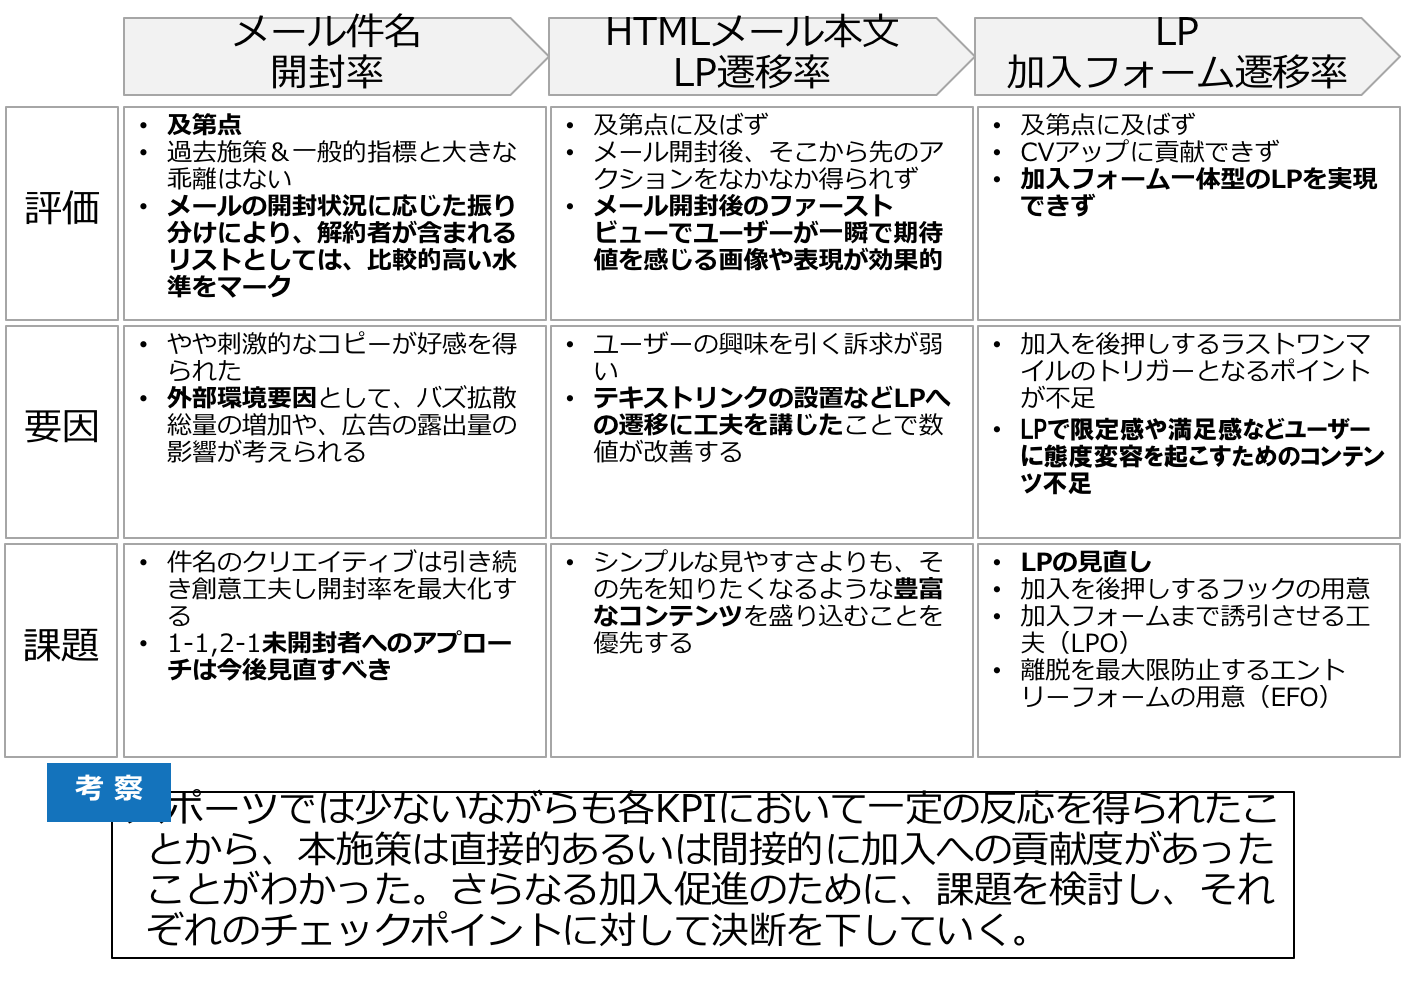 メール件名
開封率
HTMLメール本文
LP遷移率
LP
加入フォーム遷移率
評価
• 及第点
• 過去施策＆一般的指標と大きな
乖離はない
• メールの開封状況に応じた振り
分けにより、解約者が含まれる
リストとしては、比較的高い水
準をマーク
• 及第点に及ばず
• メール開封後、そこから先のア
クションをなかなか得られず
• メール開封後のファースト
ビューでユーザーが一瞬で期待
値を感じる画像や表現が効果的
• 及第点に及ばず
• CVアップに貢献できず
• 加入フォーム一体型のLPを実現
できず
要因
• やや刺激的なコピーが好感を得
られた
• 外部環境要因として、バズ拡散
総量の増加や、広告の露出量の
影響が考えられる
• ユーザーの興味を引く訴求が弱
い
• テキストリンクの設置などLPへ
の遷移に工夫を講じたことで数
値が改善する
• 加入を後押しするラストワンマ
イルのトリガーとなるポイント
が不足
• LPで限定感や満足感などユーザー
に態度変容を起こすためのコンテン
ツ不足
課題
• 件名のクリエイティブは引き続
き創意工夫し開封率を最大化す
る
• 1-1,2-1未開封者へのアプロー
チは今後見直すべき
• シンプルな見やすさよりも、そ
の先を知りたくなるような豊富
なコンテンツを盛り込むことを
優先する
• LPの見直し
• 加入を後押しするフックの用意
• 加入フォームまで誘引させる工
夫（LPO）
• 離脱を最大限防止するエント
リーフォームの用意（EFO）
考 察
ポーツでは少ないながらも各KPIにおいて一定の反応を得られたこ
とから、本施策は直接的あるいは間接的に加入への貢献度があった
ことがわかった。さらなる加入促進のために、課題を検討し、それ
ぞれのチェックポイントに対して決断を下していく。